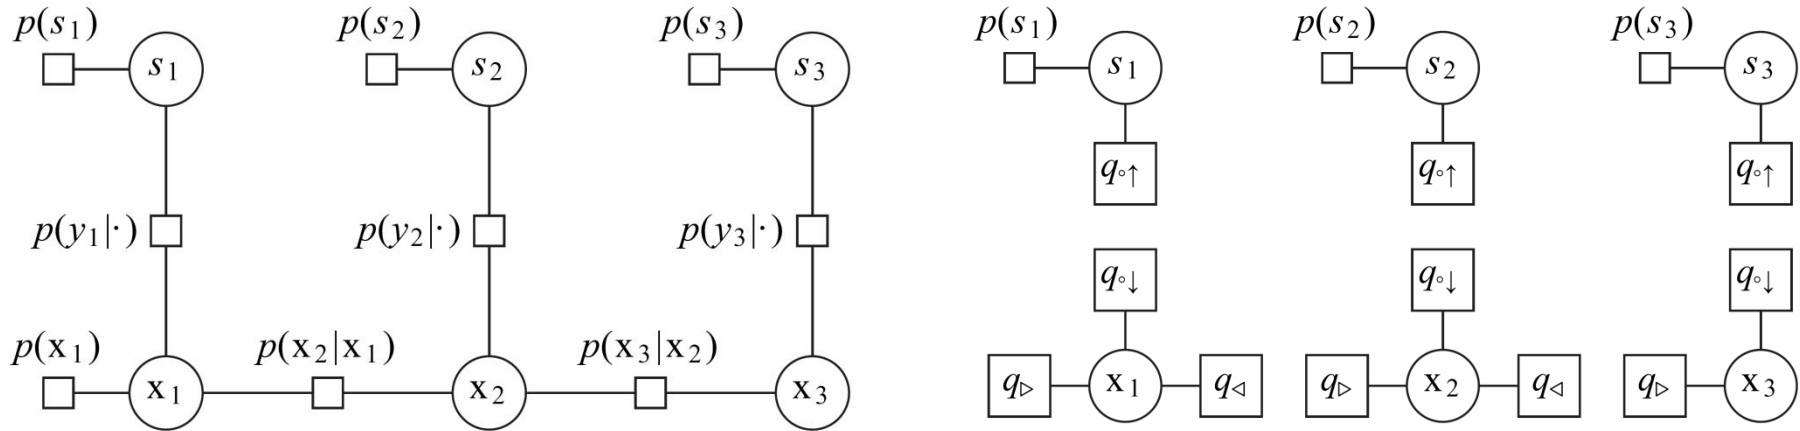 p(s1) p(s2) p(s3) p(s1) p(s2) p(s3)
s1 s2 s3 s1 s2 s3
q◦↑ q◦↑ q◦↑
p(y1|·) p(y2|·) p(y3|·)
q◦↓ q◦↓ q◦↓
p(x1) p(x2|x1) p(x3|x2)
x1 x2 x3 q▹ x1 q◃ q▹ x2 q◃ q▹ x3